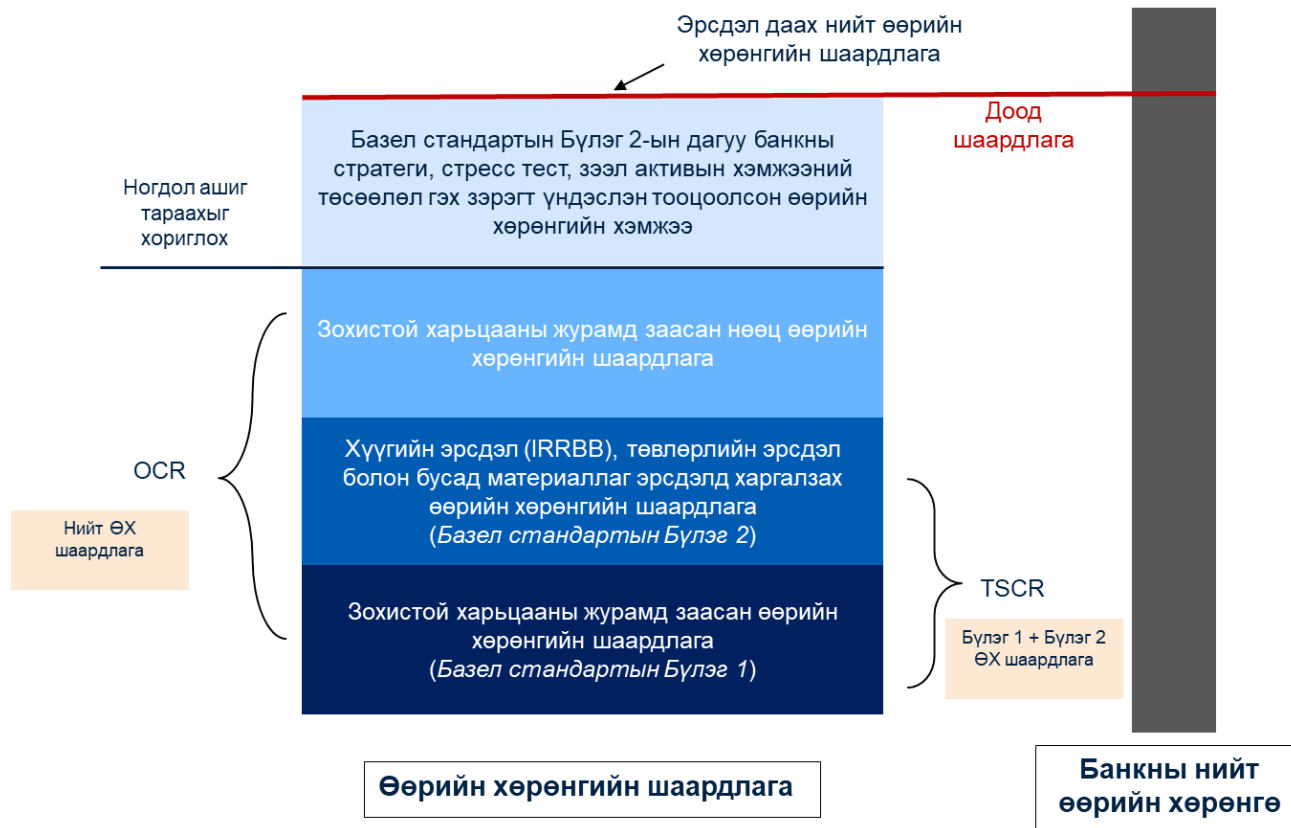 Эрсдэл даах нийт өөрийн
хөрөнгийн шаардлага
Доод
шаардлага
Базел стандартын Бүлэг 2-ын дагуу банкны
стратеги, стресс тест, зээл активын хэмжээний
төсөөлөл гэх зэрэгт үндэслэн тооцоолсон өөрийн
хөрөнгийн хэмжээ
Ногдол ашиг
тараахыг
хориглох
Зохистой харьцааны журамд заасан нөөц өөрийн
хөрөнгийн шаардлага
OCR
Нийт ӨХ
шаардлага
Хүүгийн эрсдэл (IRRBB), төвлөрлийн эрсдэл
болон бусад материаллаг эрсдэлд харгалзах
өөрийн хөрөнгийн шаардлага
(Базел стандартын Бүлэг 2)
Зохистой харьцааны журамд заасан өөрийн
хөрөнгийн шаардлага
(Базел стандартын Бүлэг 1)
TSCR
Бүлэг 1 + Бүлэг 2
ӨХ шаардлага
Өөрийн хөрөнгийн шаардлага
Банкны нийт
өөрийн хөрөнгө